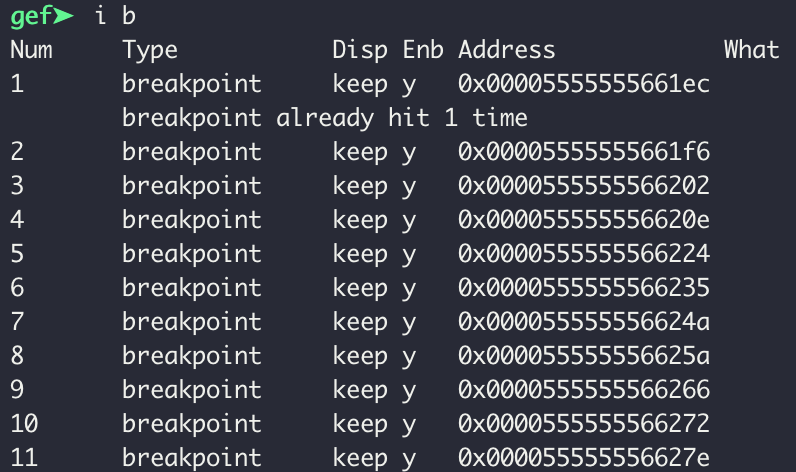 gef➤ i b
Num Type Disp Enb Address What
1 breakpoint keep y 0x00005555555661ec
breakpoint already hit 1 time
2 breakpoint keep y 0x00005555555661f6
3 breakpoint keep y 0x0000555555566202
4 breakpoint keep y 0x000055555556620e
5 breakpoint keep y 0x0000555555566224
6 breakpoint keep y 0x0000555555566235
7 breakpoint keep y 0x000055555556624a
8 breakpoint keep y 0x000055555556625a
9 breakpoint keep y 0x0000555555566266
10 breakpoint keep y 0x0000555555566272
11 breakpoint keep y 0x000055555556627e